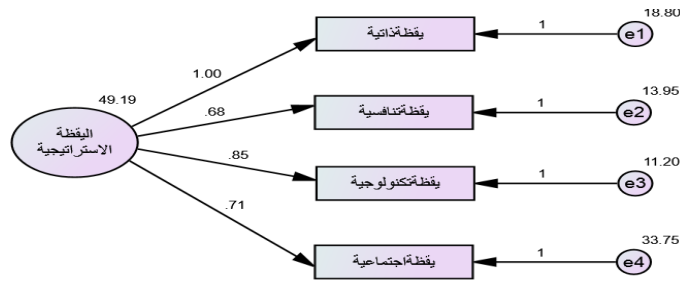 18.80
يقظةذاتية
1
e1
1.00
49.19
13.95
.68
يقظةتنافسية
1
e2
اليقظة
الاستراتيجية
.85
11.20
يقظةتكنولوجية
1
e3
.71
33.75
يقظةاجتماعية
1
e4